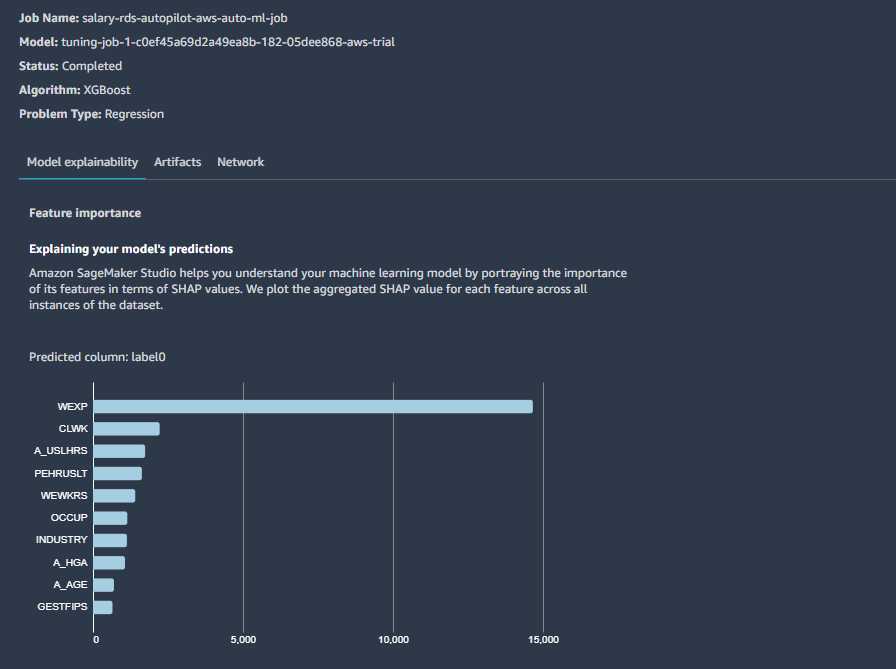 Job Name: salary-rds-autopilot-aws-auto-ml-job
Model: tuning-job-1-c0ef45a69d2a49ea8b-182-05dee868-aws-trial
Status: Completed
Algorithm: XGBoost
Problem Type: Regression
Model explainability Artifacts Network
Feature importance
Explaining your model's predictions
Amazon SageMaker Studio helps you understand your machine learning model by portraying the importance
of its features in terms of SHAP values. We plot the aggregated SHAP value for each feature across all
instances of the dataset.
Predicted column: label0
WEXP
CLWK
A_USLHRS
PEHRUSLT
WEWKRS
OCCUP
INDUSTRY
A_HGA
A_AGE
GESTFIPS
0 5,000 10,000 15,000